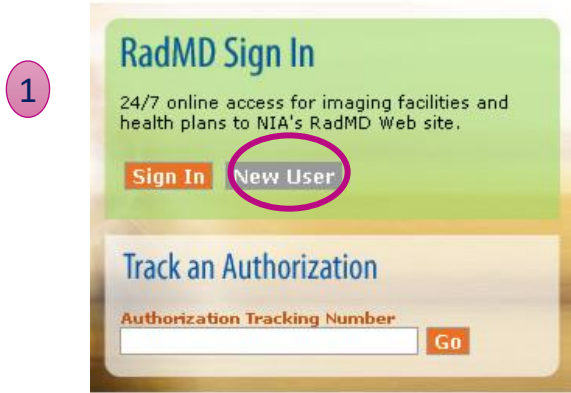 1
RadMD Sign In
24/7 online access for imaging facilities and
health plans to NIA's RadMD Web site.
Sign In New User
Track an Authorization
Authorization Tracking Number
Go